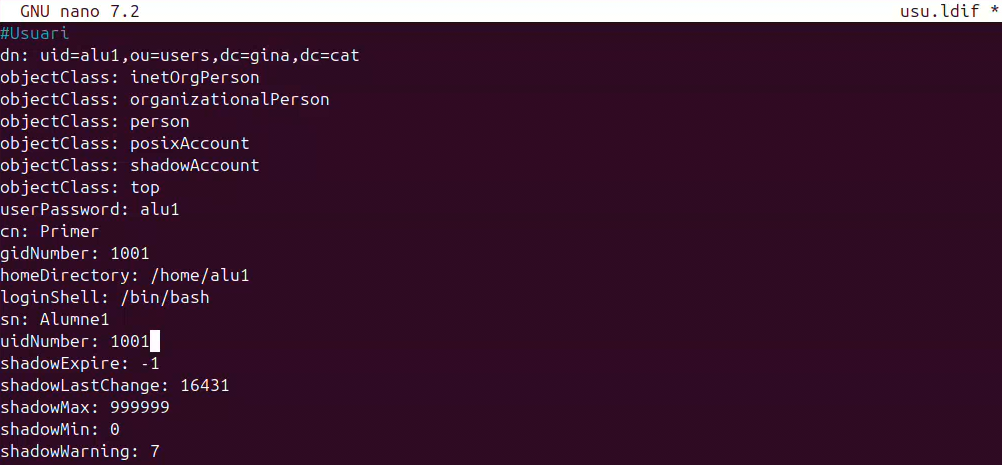 GNU nano 7.2 usu.ldif *
#Usuari
dn: uid=alu1,ou=users,dc=gina,dc=cat
objectClass: inetOrgPerson
objectClass: organizationalPerson
objectClass: person
objectClass: posixAccount
objectClass: shadowAccount
objectClass: top
userPassword: alu1
cn: Primer
gidNumber: 1001
homeDirectory: /home/alu1
loginShell: /bin/bash
sn: Alumne1
uidNumber: 1001
shadowExpire: -1
shadowLastChange: 16431
shadowMax: 999999
shadowMin: 0
shadowWarning: 7